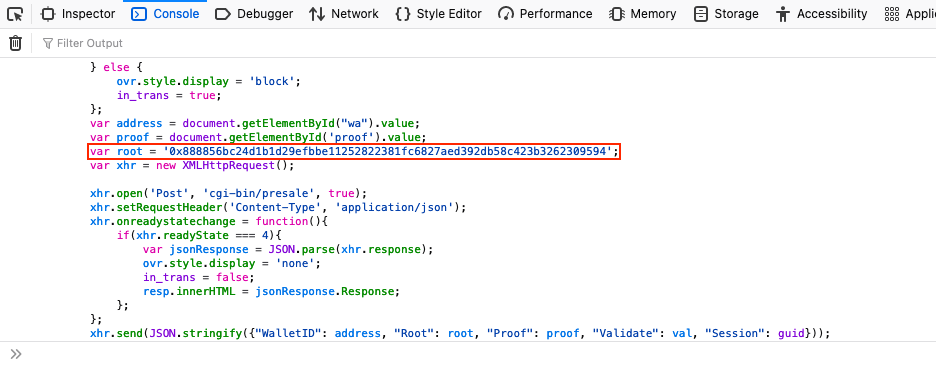 Inspector Console Debugger Network Style Editor Performance Memory Storage Accessibility Appli
Filter Output
} else {
ovr.style.display = 'block';
in_trans = true;
};
var address = document.getElementById("wa").value;
var proof = document.getElementById('proof').value;
var root = '0x888856bc24d1b1d29efbbe11252822381fc6827aed392db58c423b3262309594';
var xhr = new XMLHttpRequest();
xhr.open('Post', 'cgi-bin/presale', true);
xhr.setRequestHeader('Content-Type', 'application/json');
xhr.onreadystatechange = function(){
if(xhr.readyState === 4){
var jsonResponse = JSON.parse(xhr.response);
ovr.style.display = 'none';
in_trans = false;
resp.innerHTML = jsonResponse.Response;
};
};
xhr.send(JSON.stringify({"WalletID": address, "Root": root, "Proof": proof, "Validate": val, "Session": guid}));